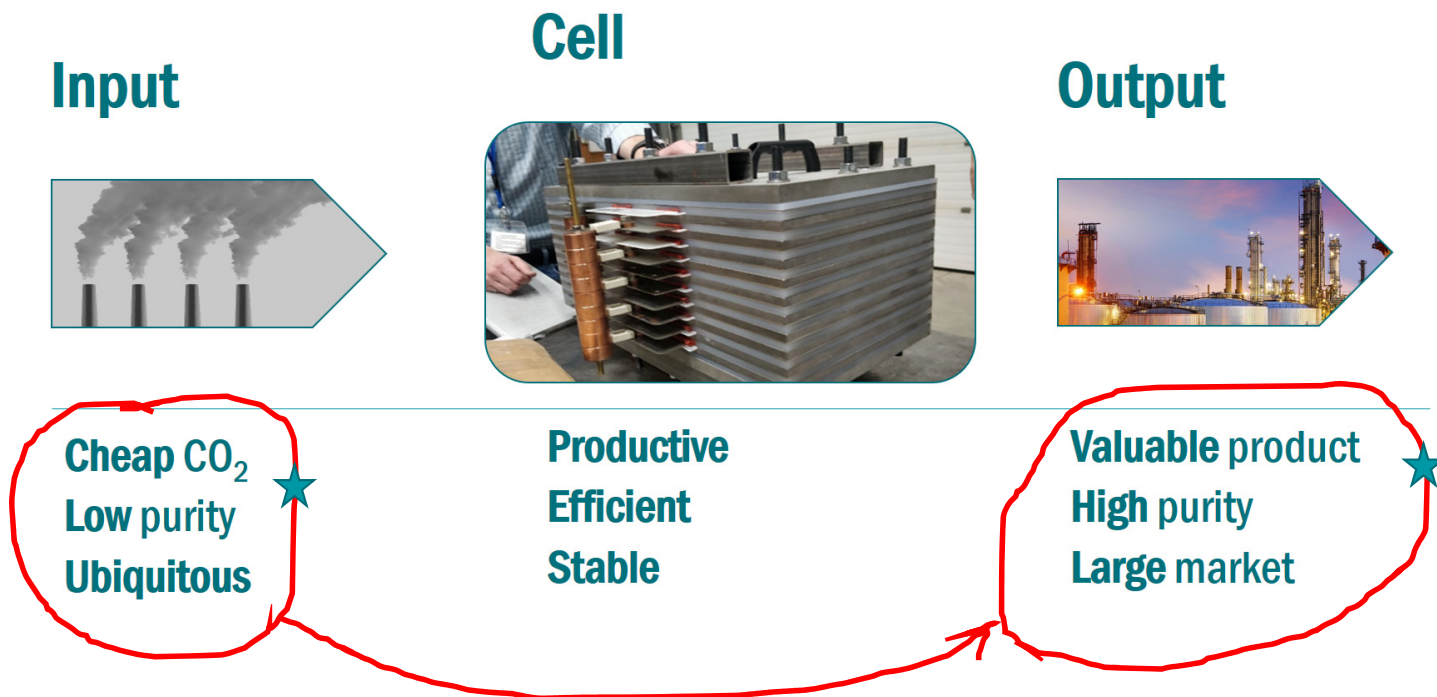 Input
Cell
Output
Cheap CO₂
Low purity
Ubiquitous
Productive
Efficient
Stable
Valuable product
High purity
Large market